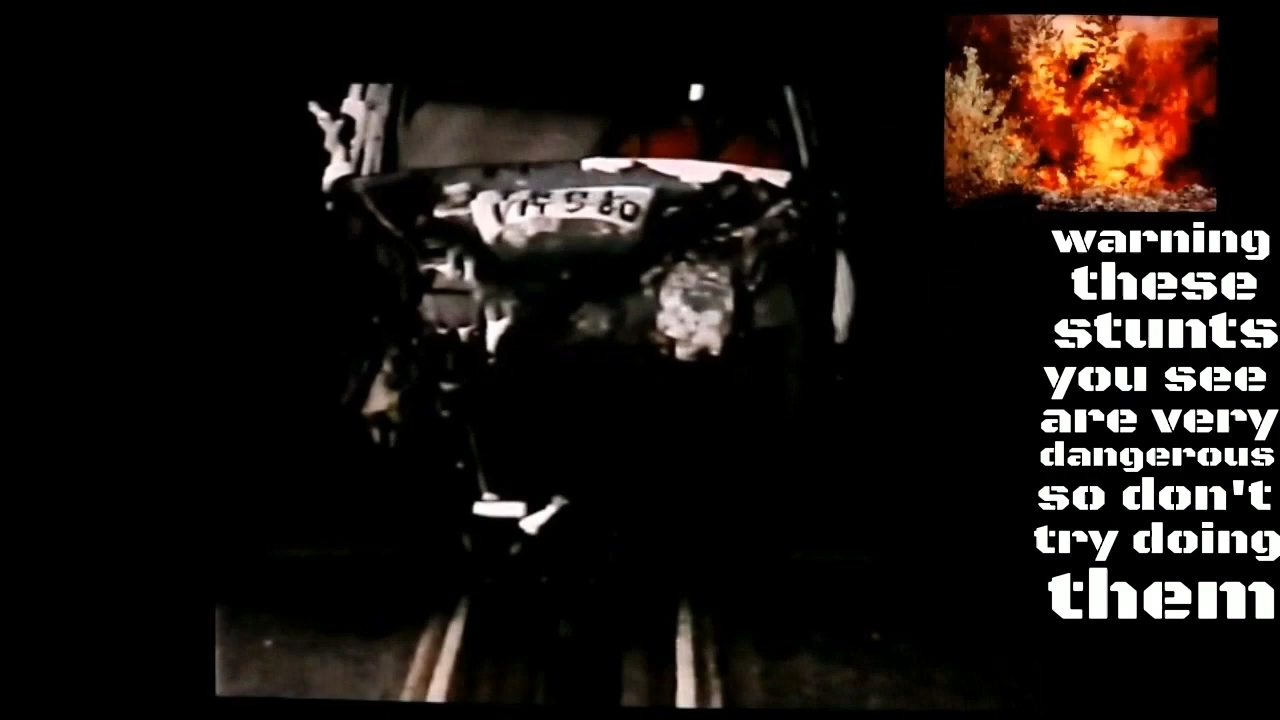 warning
these
stunts
you see
are very
dangerous
so don't
try doing
them